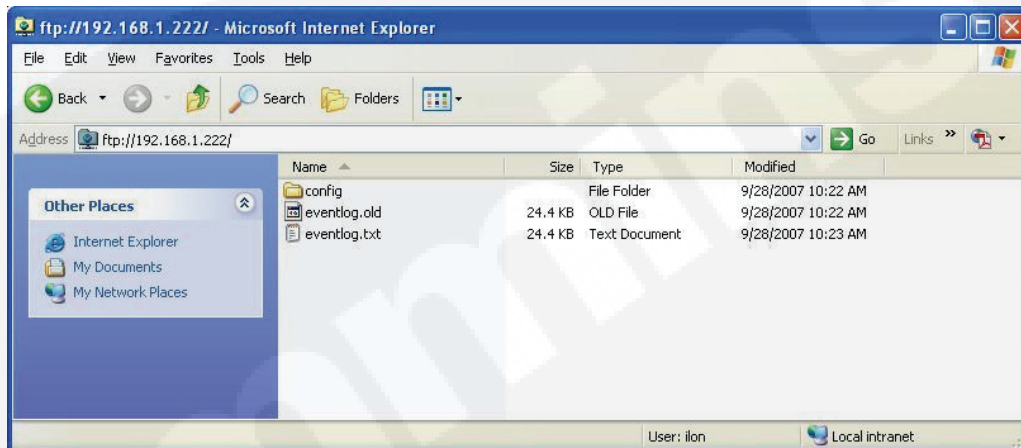 ftp://192.168.1.222/ - Microsoft Internet Explorer
File Edit View Favorites Tools Help
Back Search Folders
Address ftp://192.168.1.222/ Go Links »
Name Size Type Modified
Other Places
Internet Explorer
My Documents
My Network Places
config File Folder 9/28/2007 10:22 AM
eventlog.old 24.4 KB OLD File 9/28/2007 10:22 AM
eventlog.txt 24.4 KB Text Document 9/28/2007 10:23 AM
User: ilon Local intranet